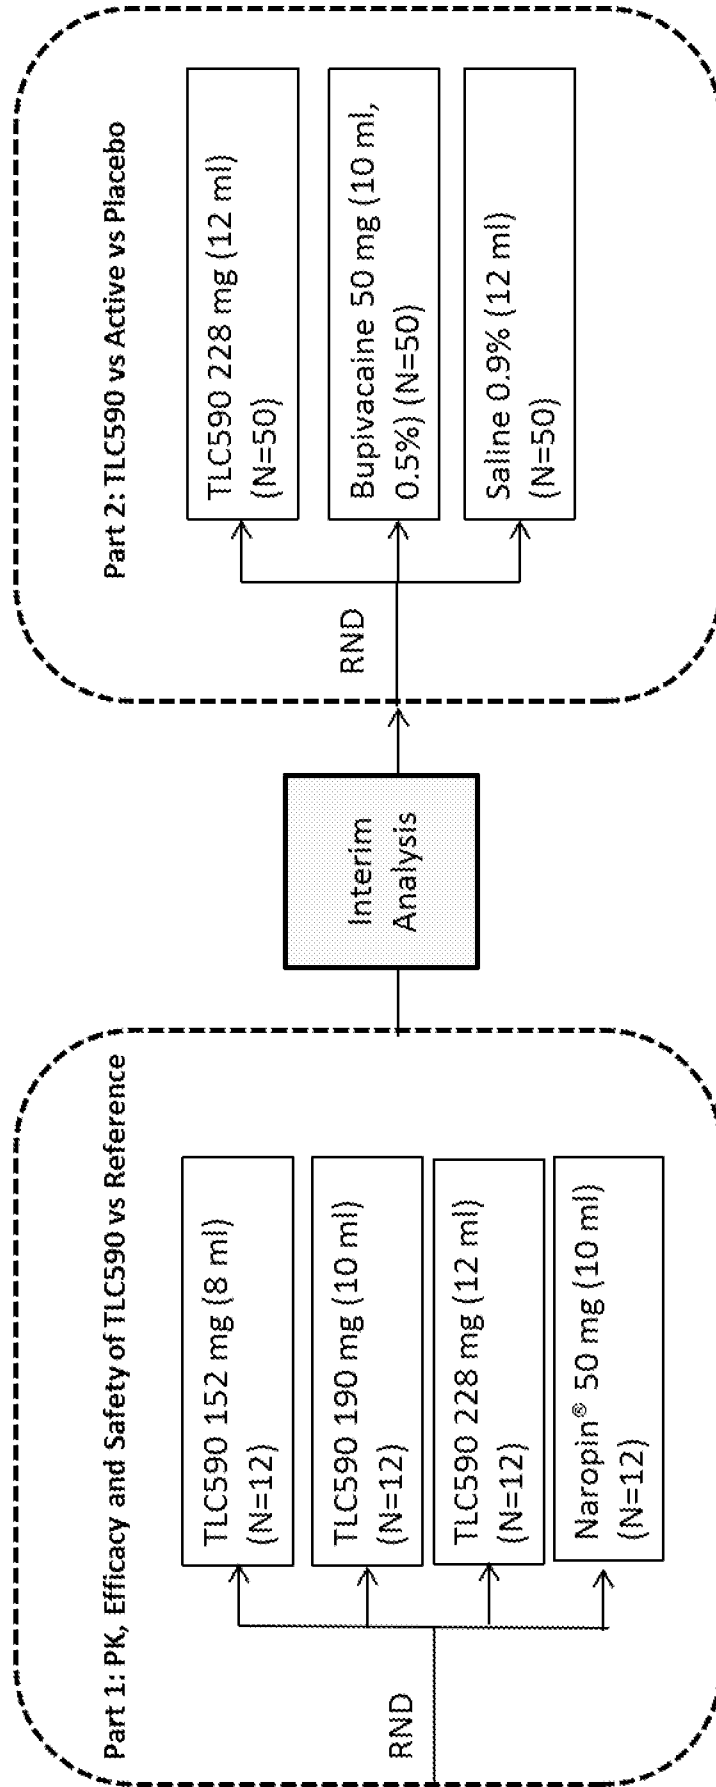 Part 1: PK, Efficacy and Safety of TLC590 vs Reference
RND
TLC590 152 mg (8 ml)
(N=12)
TLC590 190 mg (10 ml)
(N=12)
TLC590 228 mg (12 ml)
(N=12)
Naropin® 50 mg (10 ml)
(N=12)
Interim
Analysis
Part 2: TLC590 vs Active vs Placebo
RND
TLC590 228 mg (12 ml)
(N=50)
Bupivacaine 50 mg (10 ml,
0.5%) (N=50)
Saline 0.9% (12 ml)
(N=50)